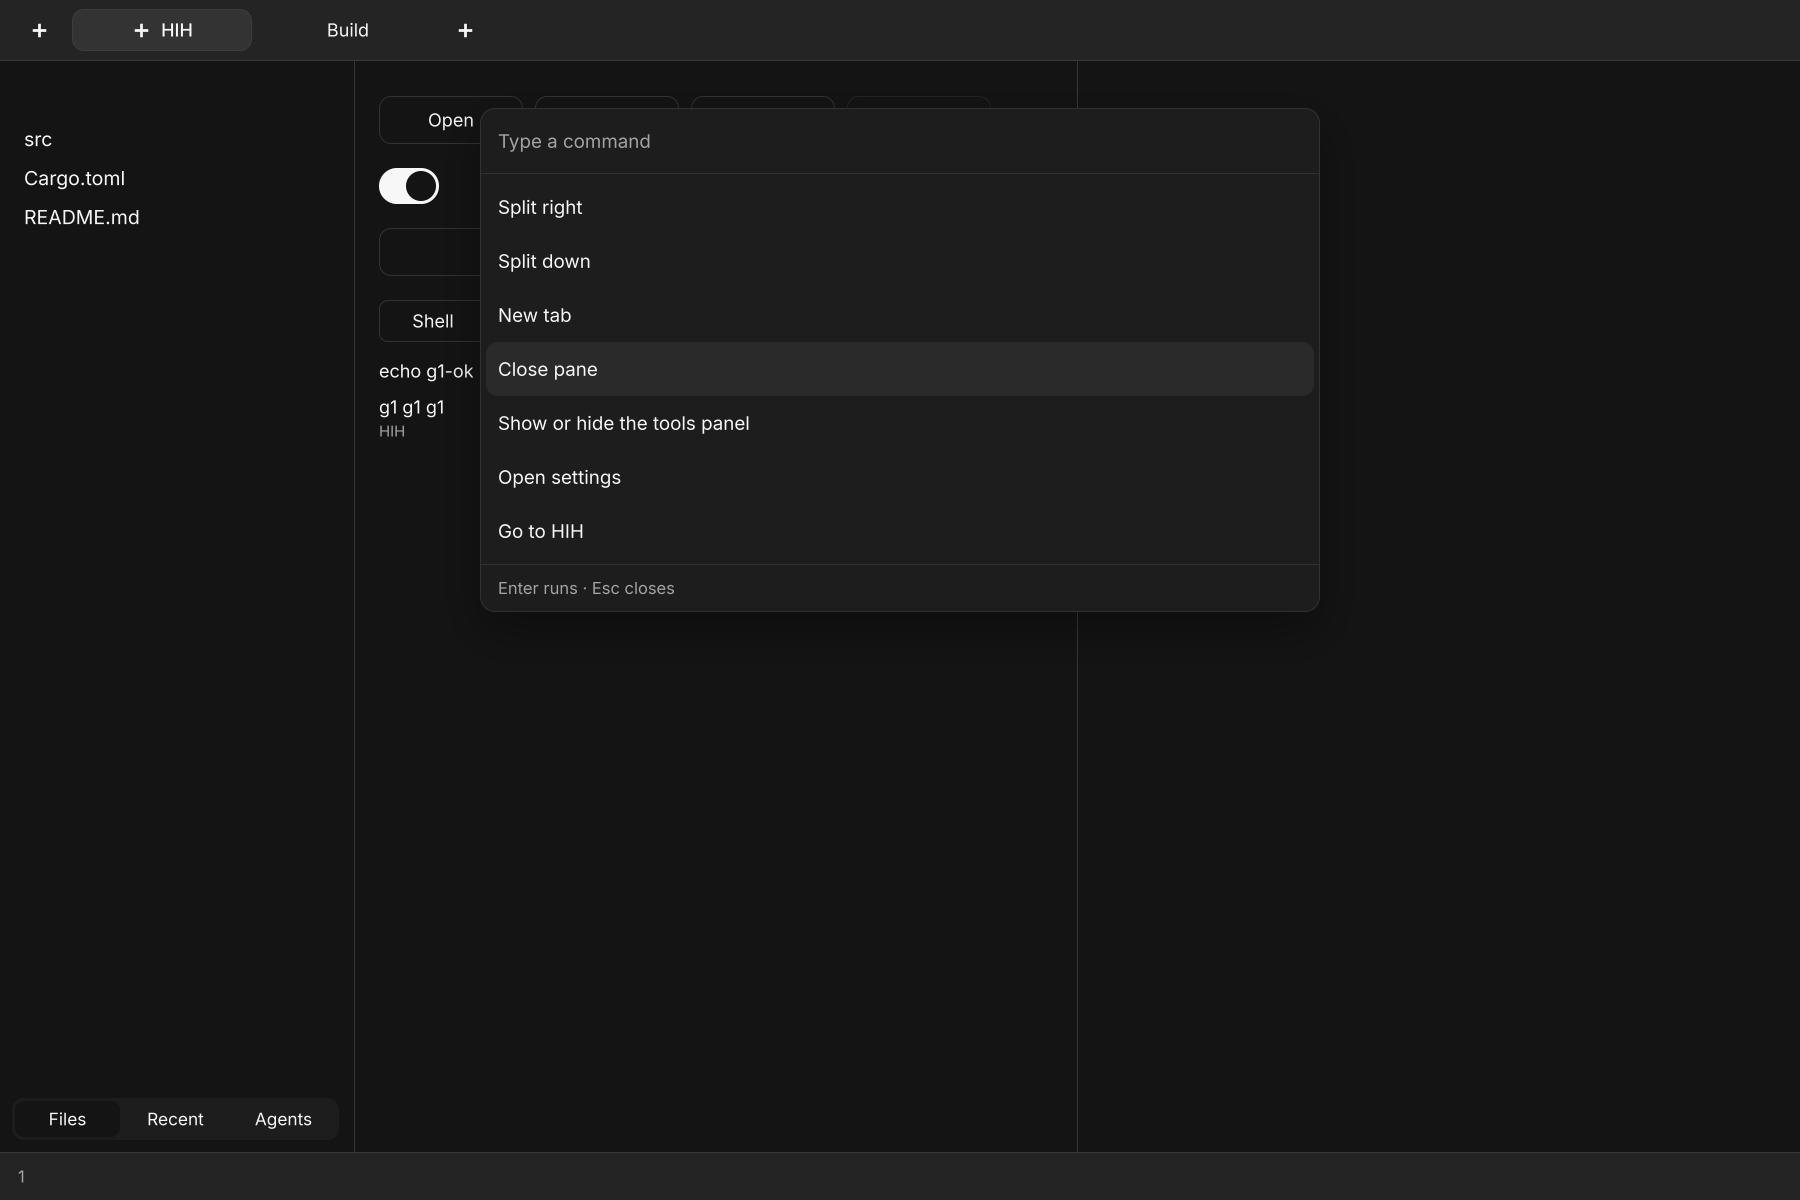 + + HIH Build +
src
Cargo.toml
README.md
Open
Shell
echo g1-ok
g1 g1 g1
HIH
Type a command
Split right
Split down
New tab
Close pane
Show or hide the tools panel
Open settings
Go to HIH
Enter runs · Esc closes
Files Recent Agents
1